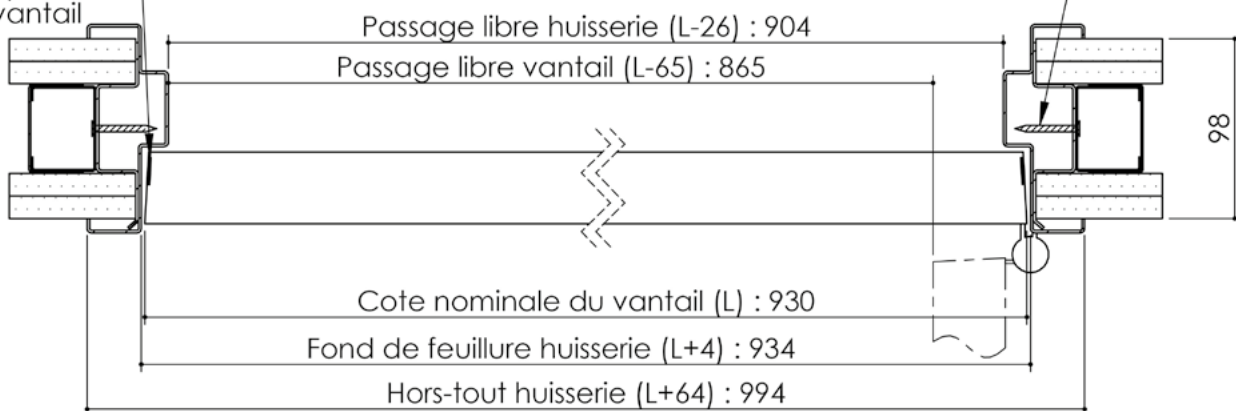 vantail
Passage libre huisserie (L-26) : 904
Passage libre vantail (L-65) : 865
98
Cote nominale du vantail (L) : 930
Fond de feuillure huisserie (L+4) : 934
Hors-tout huisserie (L+64) : 994